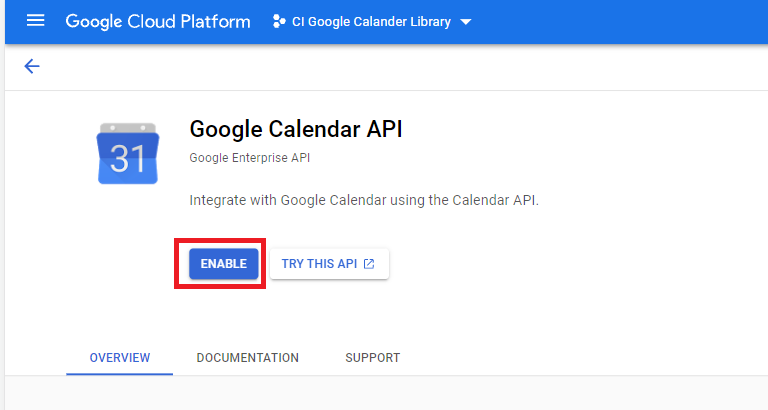 Google Cloud Platform CI Google Calander Library
31
Google Calendar API
Google Enterprise API
Integrate with Google Calendar using the Calendar API.
ENABLE TRY THIS API
OVERVIEW DOCUMENTATION SUPPORT